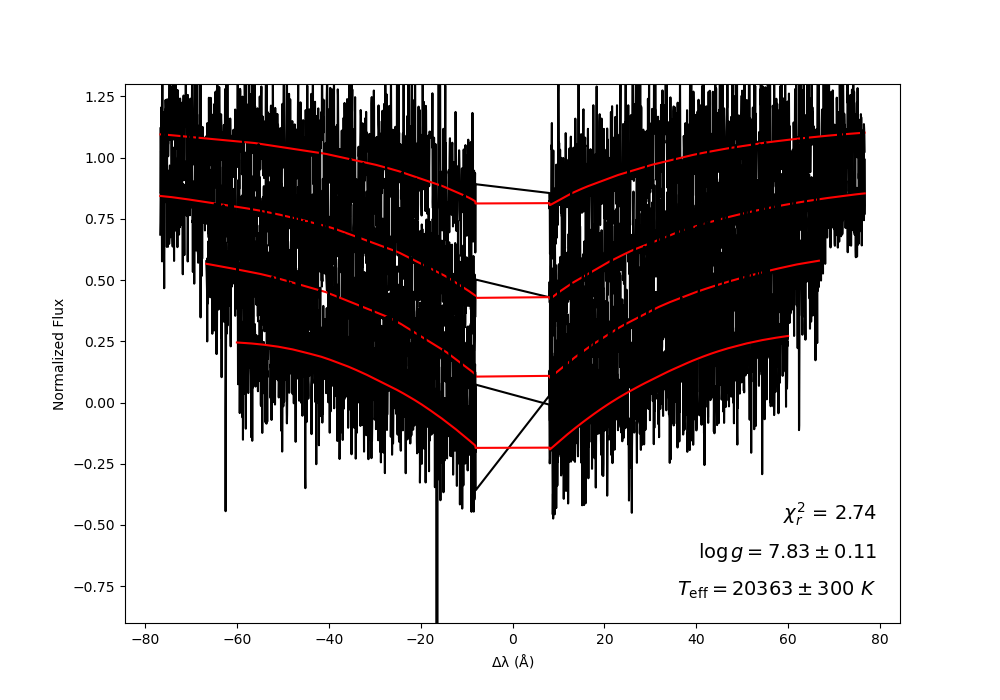 1.25
1.00
0.75
0.50
0.25
0.00
−0.25
−0.50
−0.75
Normalized Flux
χ²ᵣ = 2.74
log g = 7.83 ± 0.11
T_eff = 20363 ± 300 K
−80 −60 −40 −20 0 20 40 60 80
Δλ (Å)